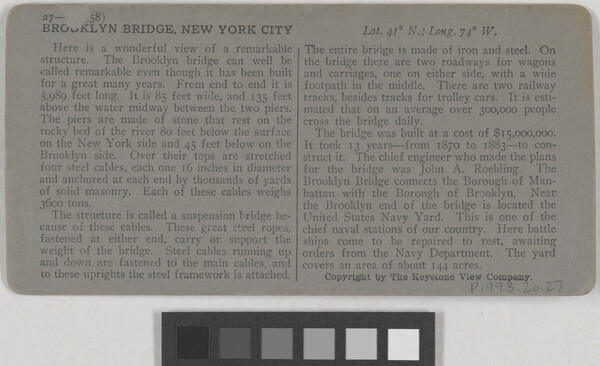 27—    58)
BROOKLYN BRIDGE, NEW YORK CITY
Lat. 41° N.; Long. 74° W.
Here is a wonderful view of a remarkable
structure. The Brooklyn bridge can well be
called remarkable even though it has been built
for a great many years. From end to end it is
5,989 feet long. It is 85 feet wide, and 135 feet
above the water midway between the two piers.
The piers are made of stone that rest on the
rocky bed of the river 80 feet below the surface
on the New York side and 45 feet below on the
Brooklyn side. Over their tops are stretched
four steel cables, each one 16 inches in diameter
and anchored at each end by thousands of yards
of solid masonry. Each of these cables weighs
3600 tons.
The structure is called a suspension bridge be-
cause of these cables. These great steel ropes,
fastened at either end, carry or support the
weight of the bridge. Steel cables running up
and down are fastened to the main cables, and
to these uprights the steel framework is attached.
The entire bridge is made of iron and steel. On
the bridge there are two roadways for wagons
and carriages, one on either side, with a wide
footpath in the middle. There are two railway
tracks, besides tracks for trolley cars. It is esti-
mated that on an average over 300,000 people
cross the bridge daily.
The bridge was built at a cost of $15,000,000.
It took 13 years—from 1870 to 1883—to con-
struct it. The chief engineer who made the plans
for the bridge was John A. Roebling. The
Brooklyn Bridge connects the Borough of Man-
hattan with the Borough of Brooklyn. Near
the Brooklyn end of the bridge is located the
United States Navy Yard. This is one of the
chief naval stations of our country. Here battle
ships come to be repaired to rest, awaiting
orders from the Navy Department. The yard
covers an area of about 144 acres.
Copyright by The Keystone View Company.
P.1993.20.27